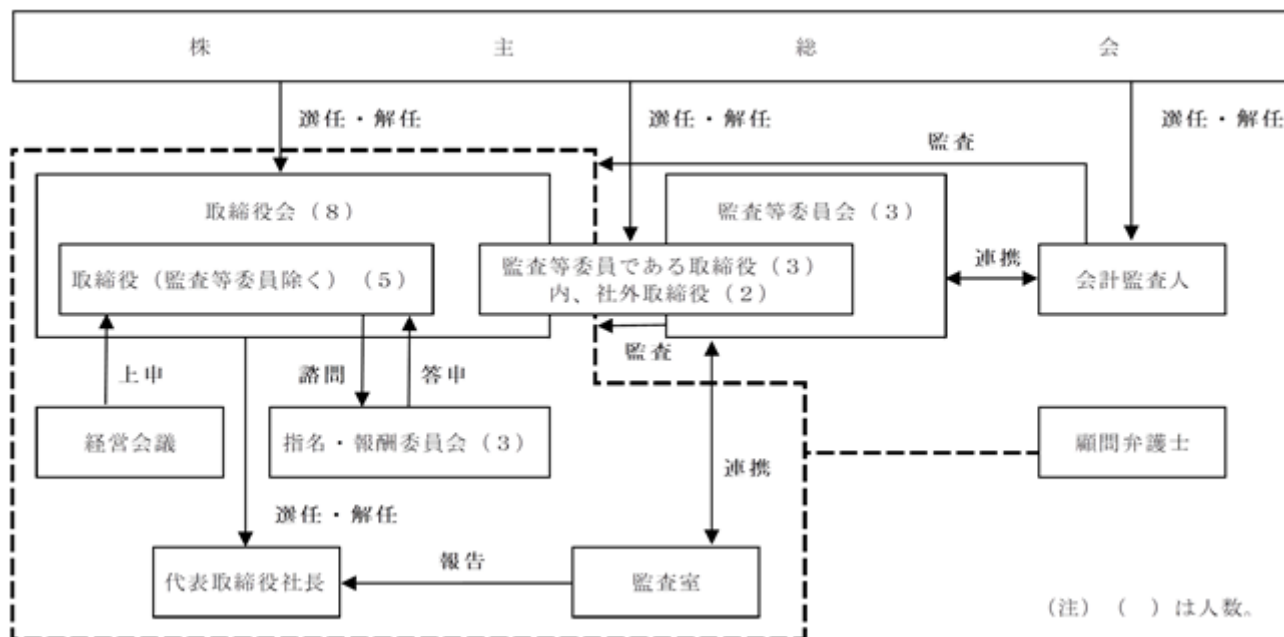 株主総会
選任・解任
選任・解任
選任・解任
監査
取締役会(8)
監査等委員会(3)
取締役(監査等委員除く)(5)
監査等委員である取締役(3)
内、社外取締役(2)
連携
会計監査人
監査
上申
諮問
答申
経営会議
指名・報酬委員会(3)
顧問弁護士
連携
選任・解任
報告
代表取締役社長
監査室
(注)( )は人数。